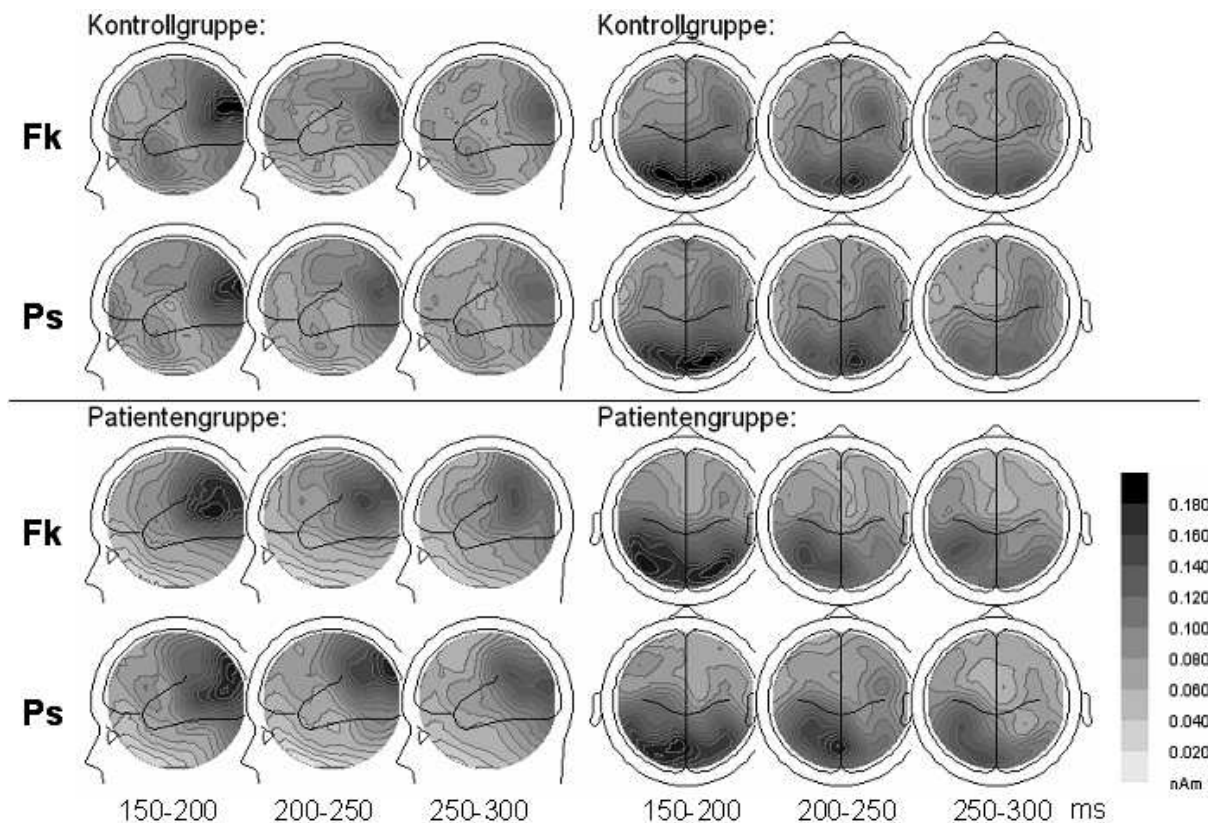 Kontrollgruppe: Kontrollgruppe:
Fk
Ps
Patientengruppe: Patientengruppe:
Fk
Ps
0.180
0.160
0.140
0.120
0.100
0.080
0.060
0.040
0.020
nAm
150-200 200-250 250-300 150-200 200-250 250-300 ms